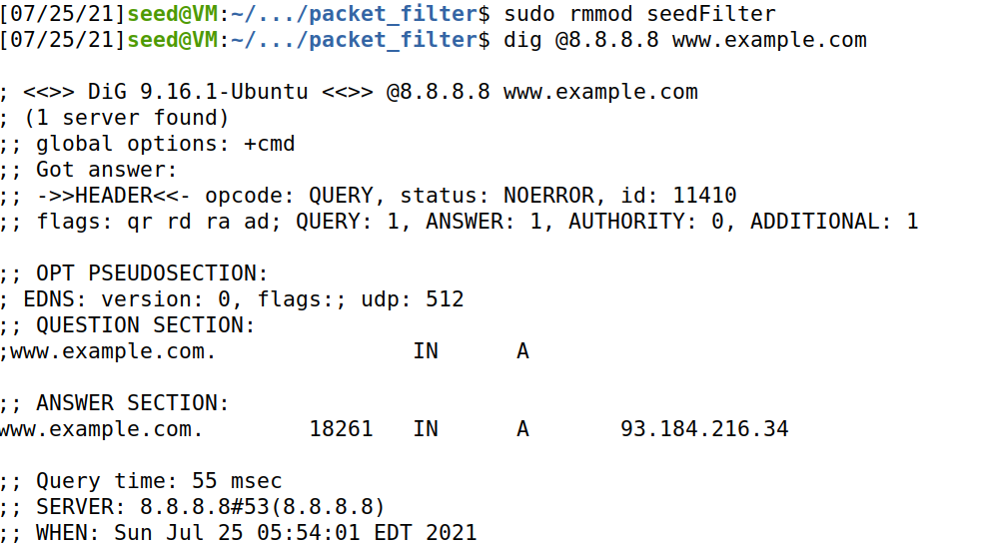 [07/25/21]seed@VM:~/.../packet_filter$ sudo rmmod seedFilter
[07/25/21]seed@VM:~/.../packet_filter$ dig @8.8.8.8 www.example.com
; <<>> DiG 9.16.1-Ubuntu <<>> @8.8.8.8 www.example.com
; (1 server found)
;; global options: +cmd
;; Got answer:
;; ->>HEADER<<- opcode: QUERY, status: NOERROR, id: 11410
;; flags: qr rd ra ad; QUERY: 1, ANSWER: 1, AUTHORITY: 0, ADDITIONAL: 1
;; OPT PSEUDOSECTION:
; EDNS: version: 0, flags:; udp: 512
;; QUESTION SECTION:
;www.example.com. IN A
;; ANSWER SECTION:
www.example.com. 18261 IN A 93.184.216.34
;; Query time: 55 msec
;; SERVER: 8.8.8.8#53(8.8.8.8)
;; WHEN: Sun Jul 25 05:54:01 EDT 2021